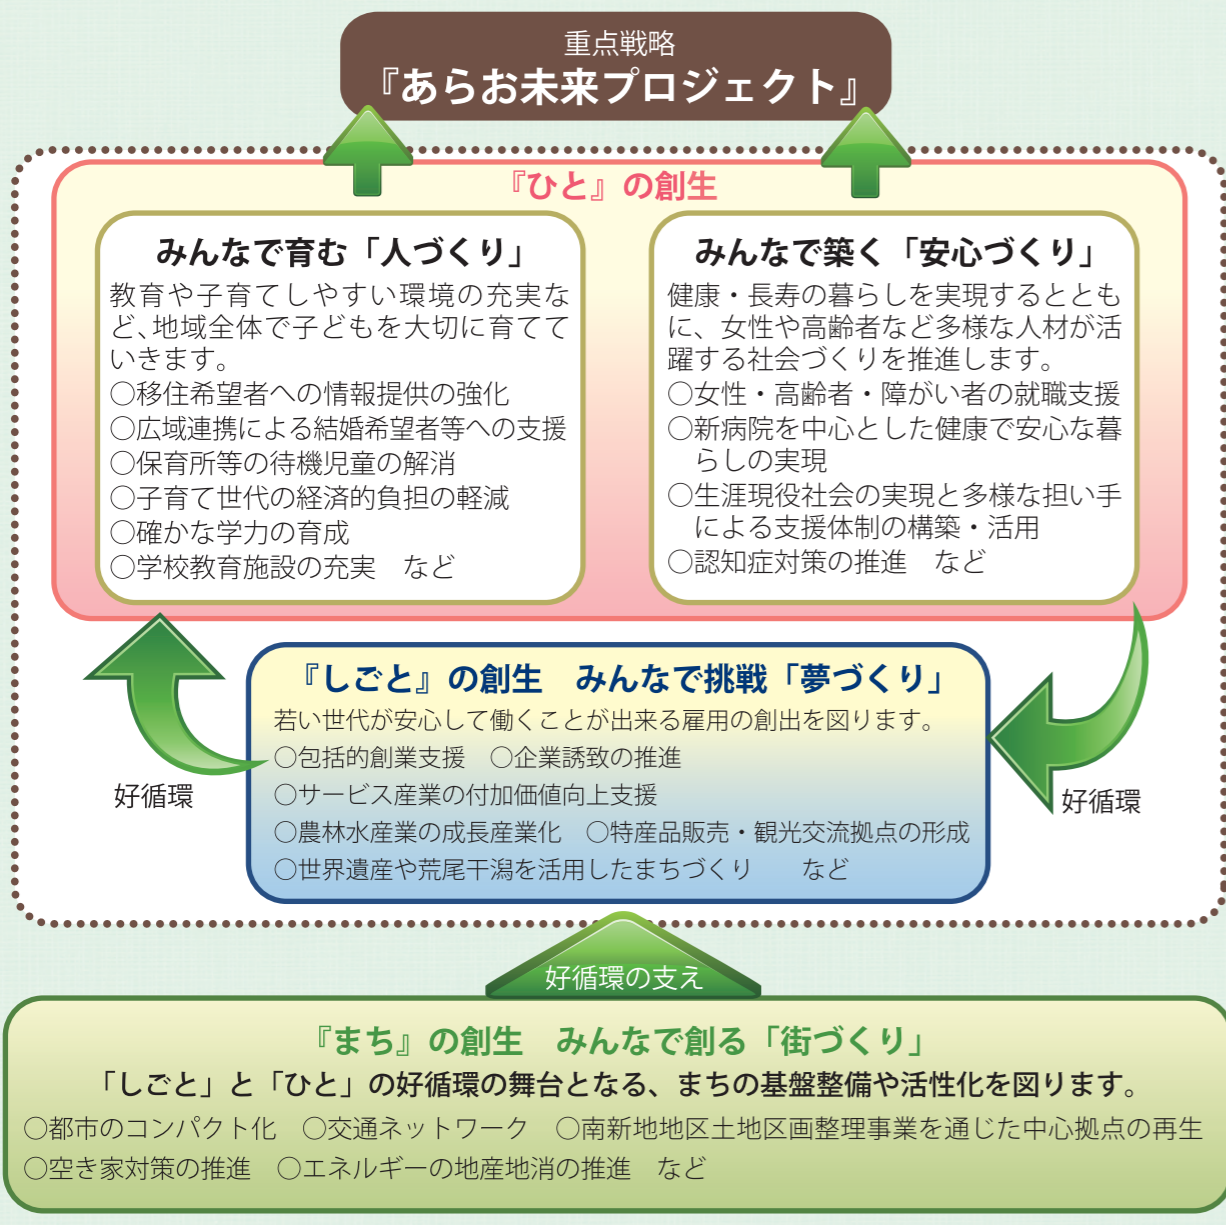 重点戦略
『あらお未来プロジェクト』
『ひと』の創生
みんなで育む「人づくり」
教育や子育てしやすい環境の充実な
ど、地域全体で子どもを大切に育てて
いきます。
○移住希望者への情報提供の強化
○広域連携による結婚希望者等への支援
○保育所等の待機児童の解消
○子育て世代の経済的負担の軽減
○確かな学力の育成
○学校教育施設の充実　など
みんなで築く「安心づくり」
健康・長寿の暮らしを実現するととも
に、女性や高齢者など多様な人材が活
躍する社会づくりを推進します。
○女性・高齢者・障がい者の就職支援
○新病院を中心とした健康で安心な暮
らしの実現
○生涯現役社会の実現と多様な担い手
による支援体制の構築・活用
○認知症対策の推進　など
『しごと』の創生　みんなで挑戦「夢づくり」
若い世代が安心して働くことが出来る雇用の創出を図ります。
○包括的創業支援　○企業誘致の推進
○サービス産業の付加価値向上支援
○農林水産業の成長産業化　○特産品販売・観光交流拠点の形成
○世界遺産や荒尾干潟を活用したまちづくり　　など
好循環
好循環
好循環の支え
『まち』の創生　みんなで創る「街づくり」
「しごと」と「ひと」の好循環の舞台となる、まちの基盤整備や活性化を図ります。
○都市のコンパクト化　○交通ネットワーク　○南新地地区土地区画整理事業を通じた中心拠点の再生
○空き家対策の推進　○エネルギーの地産地消の推進　など